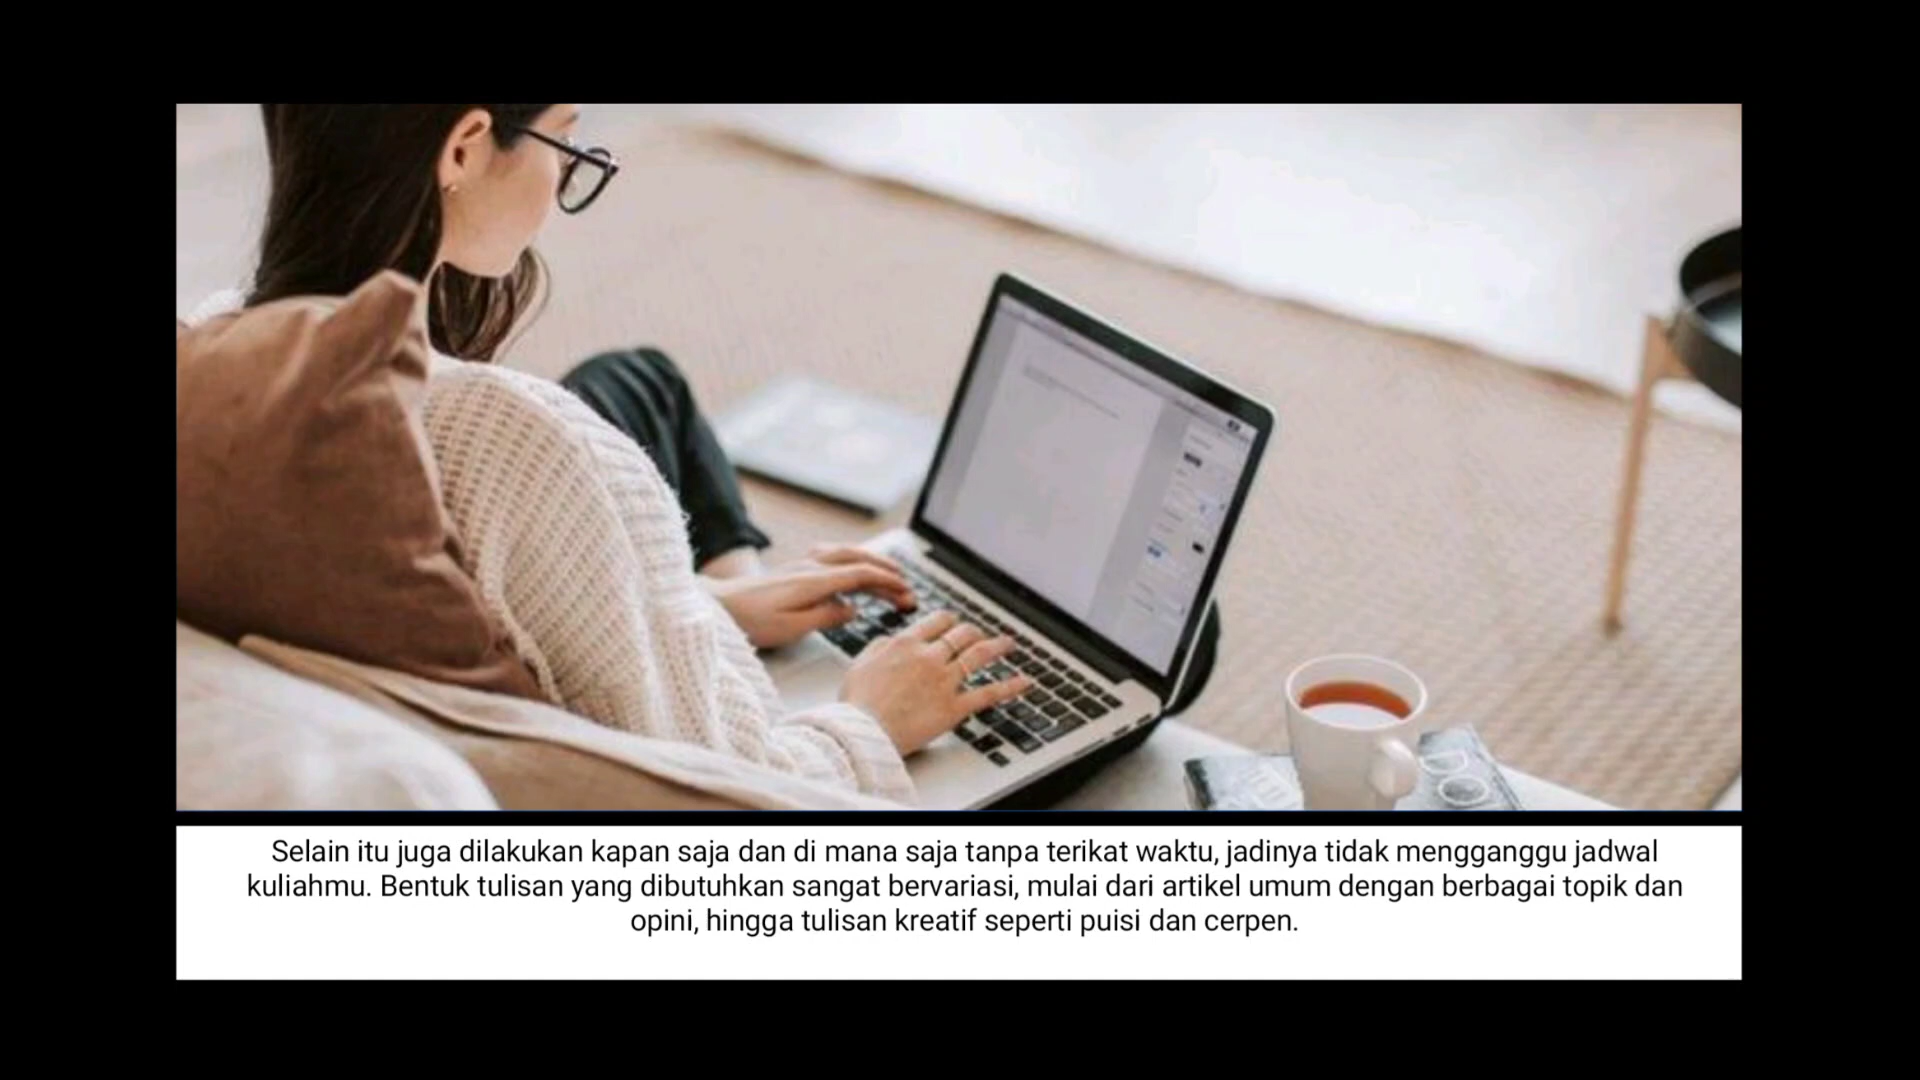 Selain itu juga dilakukan kapan saja dan di mana saja tanpa terikat waktu, jadinya tidak mengganggu jadwal
kuliahmu. Bentuk tulisan yang dibutuhkan sangat bervariasi, mulai dari artikel umum dengan berbagai topik dan
opini, hingga tulisan kreatif seperti puisi dan cerpen.